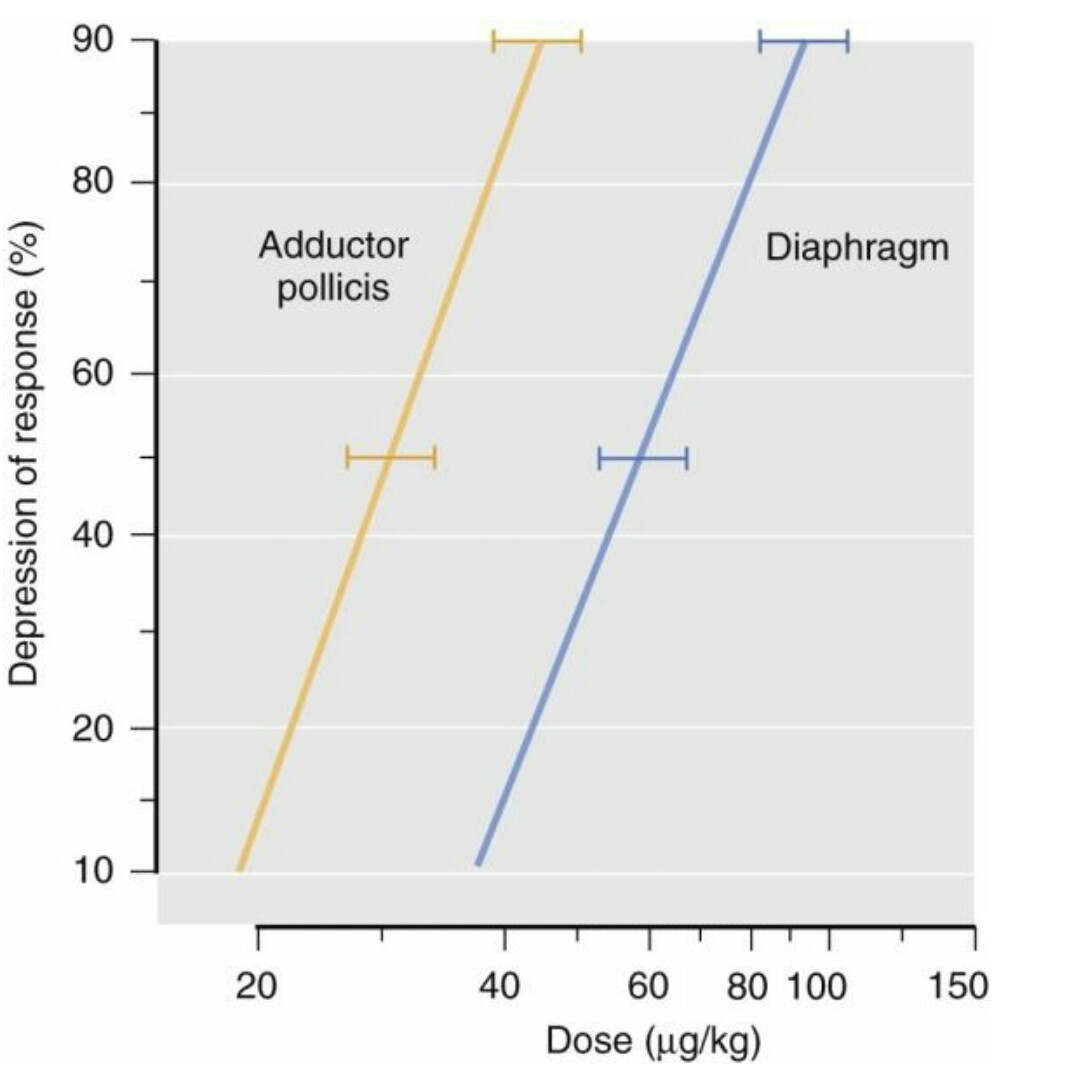 90
80
60
40
20
10
Depression of response (%)
Adductor
pollicis
Diaphragm
20 40 60 80 100 150
Dose (μg/kg)